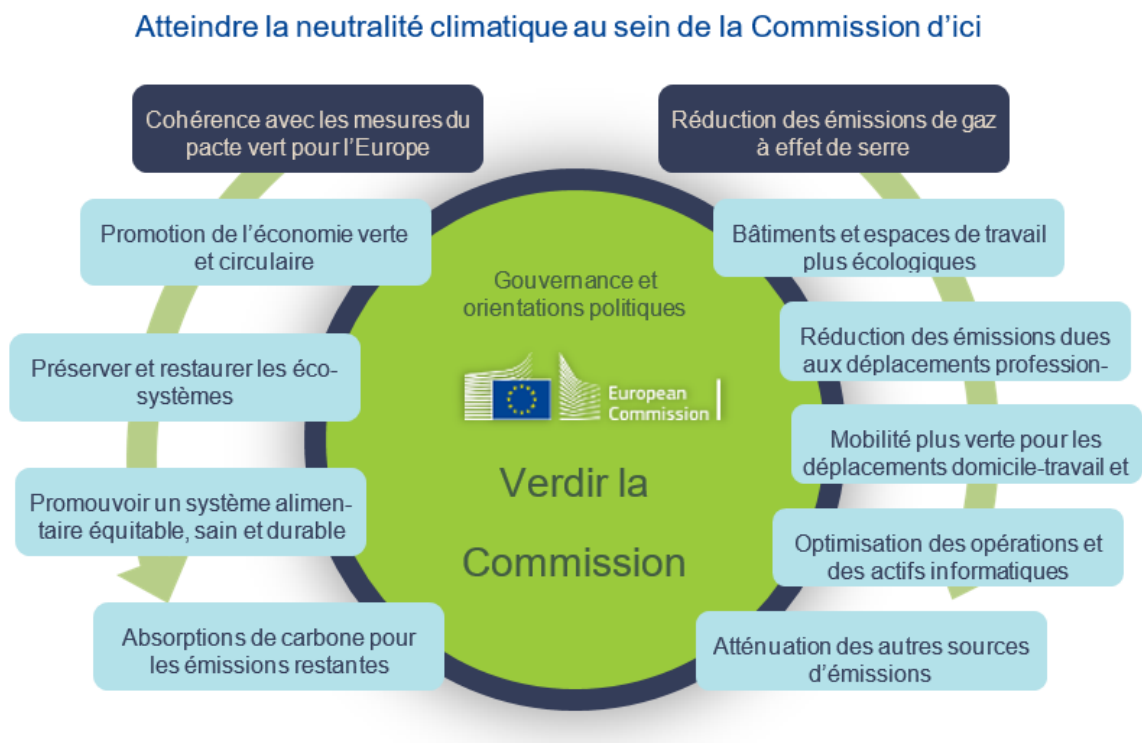 Atteindre la neutralité climatique au sein de la Commission d’ici
Cohérence avec les mesures du
pacte vert pour l’Europe
Promotion de l’économie verte
et circulaire
Préserver et restaurer les éco-
systèmes
Promouvoir un système alimen-
taire équitable, sain et durable
Absorptions de carbone pour
les émissions restantes
Gouvernance et
orientations politiques
European
Commission
Verdir la
Commission
Réduction des émissions de gaz
à effet de serre
Bâtiments et espaces de travail
plus écologiques
Réduction des émissions dues
aux déplacements profession-
Mobilité plus verte pour les
déplacements domicile-travail et
Optimisation des opérations et
des actifs informatiques
Atténuation des autres sources
d’émissions